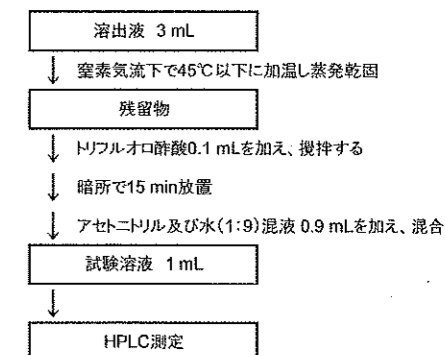 溶出液 3 mL
窒素気流下で45℃以下に加温し蒸発乾固
残留物
トリフルオロ酢酸0.1 mLを加え、攪拌する
暗所で15 min放置
アセトニトリル及び水(1:9)混液 0.9 mLを加え、混合
試験溶液 1 mL
HPLC測定